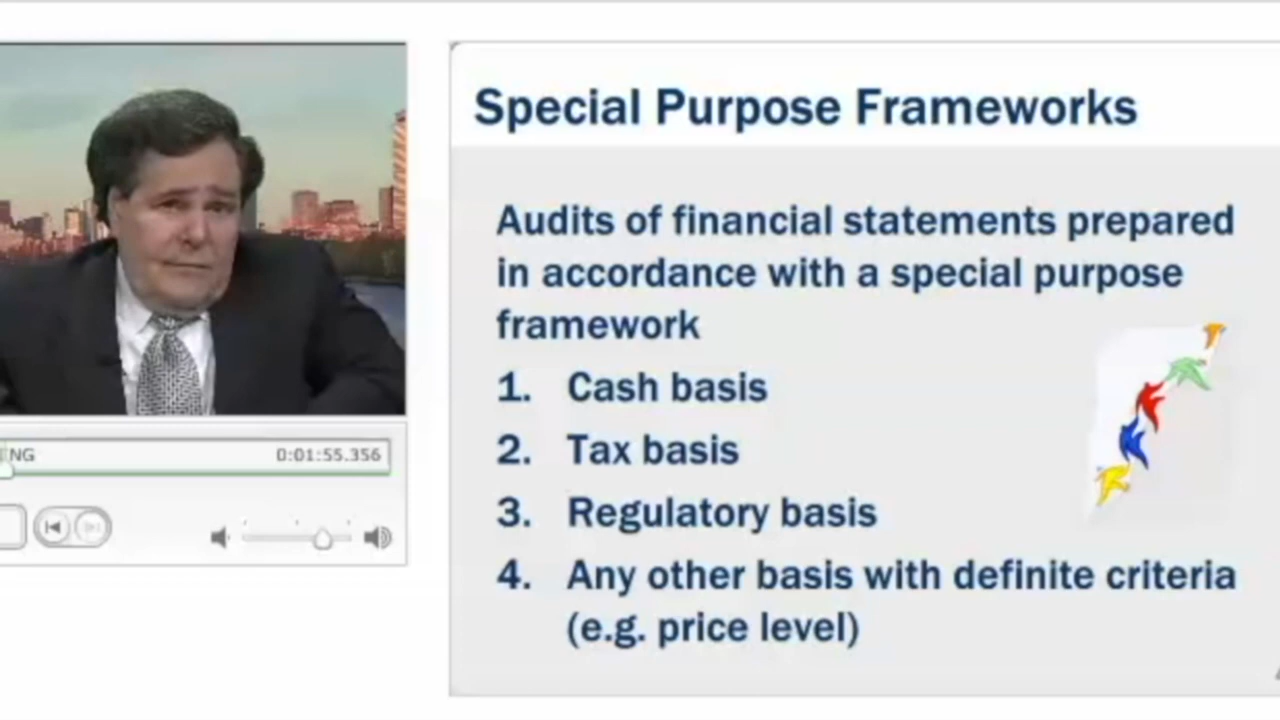 Special Purpose Frameworks
Audits of financial statements prepared
in accordance with a special purpose
framework
1. Cash basis
2. Tax basis
3. Regulatory basis
4. Any other basis with definite criteria
(e.g. price level)
NG 0:01:55.356